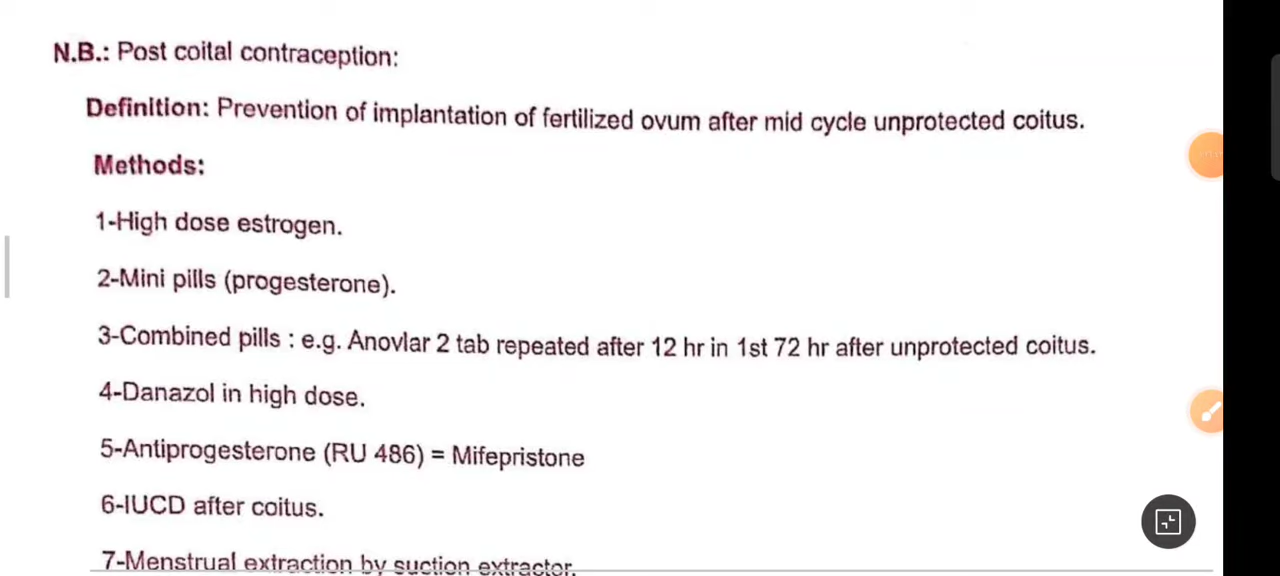 N.B.: Post coital contraception:
Definition: Prevention of implantation of fertilized ovum after mid cycle unprotected coitus.
Methods:
1-High dose estrogen.
2-Mini pills (progesterone).
3-Combined pills : e.g. Anovlar 2 tab repeated after 12 hr in 1st 72 hr after unprotected coitus.
4-Danazol in high dose.
5-Antiprogesterone (RU 486) = Mifepristone
6-IUCD after coitus.
7-Menstrual extraction by suction extractor.